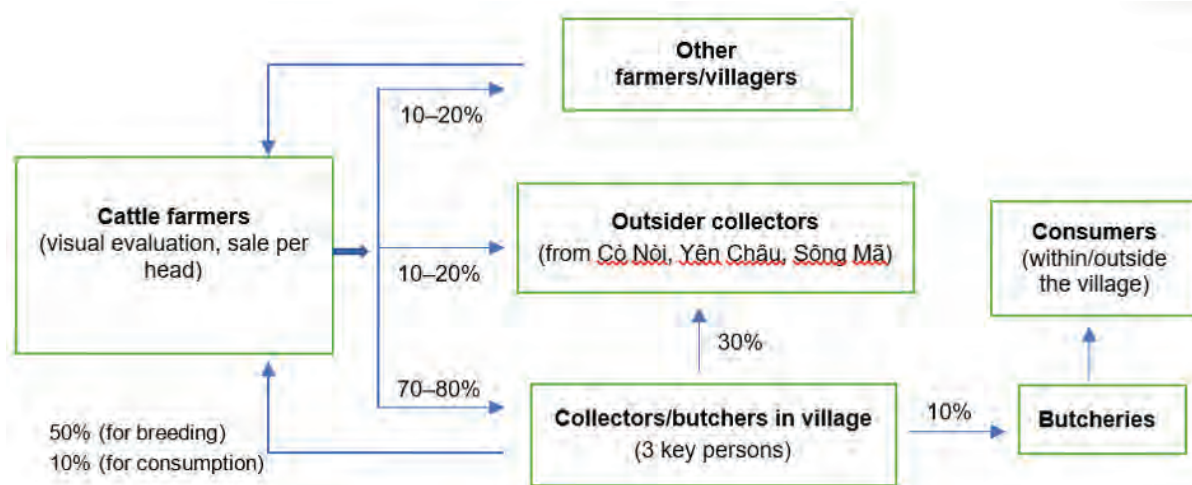 Other
farmers/villagers
10–20%
Cattle farmers
(visual evaluation, sale per
head)
Outsider collectors
(from Cò Nòi, Yên Châu, Sông Mã)
10–20%
Consumers
(within/outside
the village)
30%
70–80%
Collectors/butchers in village
(3 key persons)
10%
Butcheries
50% (for breeding)
10% (for consumption)